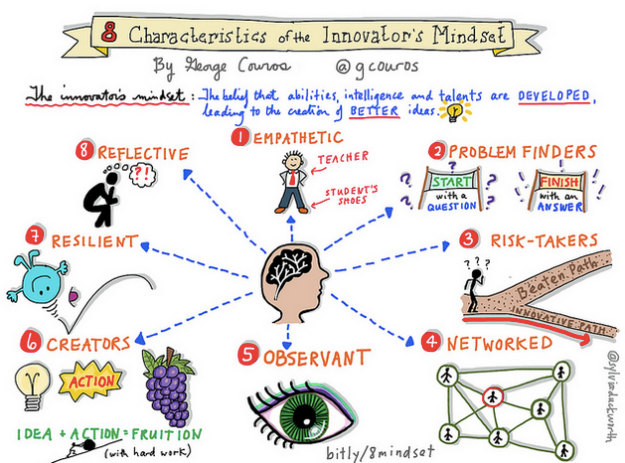 8 Characteristics of the Innovator's Mindset
By George Couros @gcouros
The innovator's mindset: The belief that abilities, intelligence and talents are DEVELOPED,
leading to the creation of BETTER ideas.
1 EMPATHETIC
TEACHER
STUDENT'S
SHOES
2 PROBLEM FINDERS
? ? ? ? ? ?
START
with a
QUESTION
! ! ! ! ! !
FINISH
with an
ANSWER
3 RISK-TAKERS
? ? ?
Beaten Path
INNOVATIVE PATH
4 NETWORKED
5 OBSERVANT
bitly/8mindset
6 CREATORS
ACTION
IDEA + ACTION = FRUITION
(with hard work)
7 RESILIENT
8 REFLECTIVE
?!
@sylviaduckworth